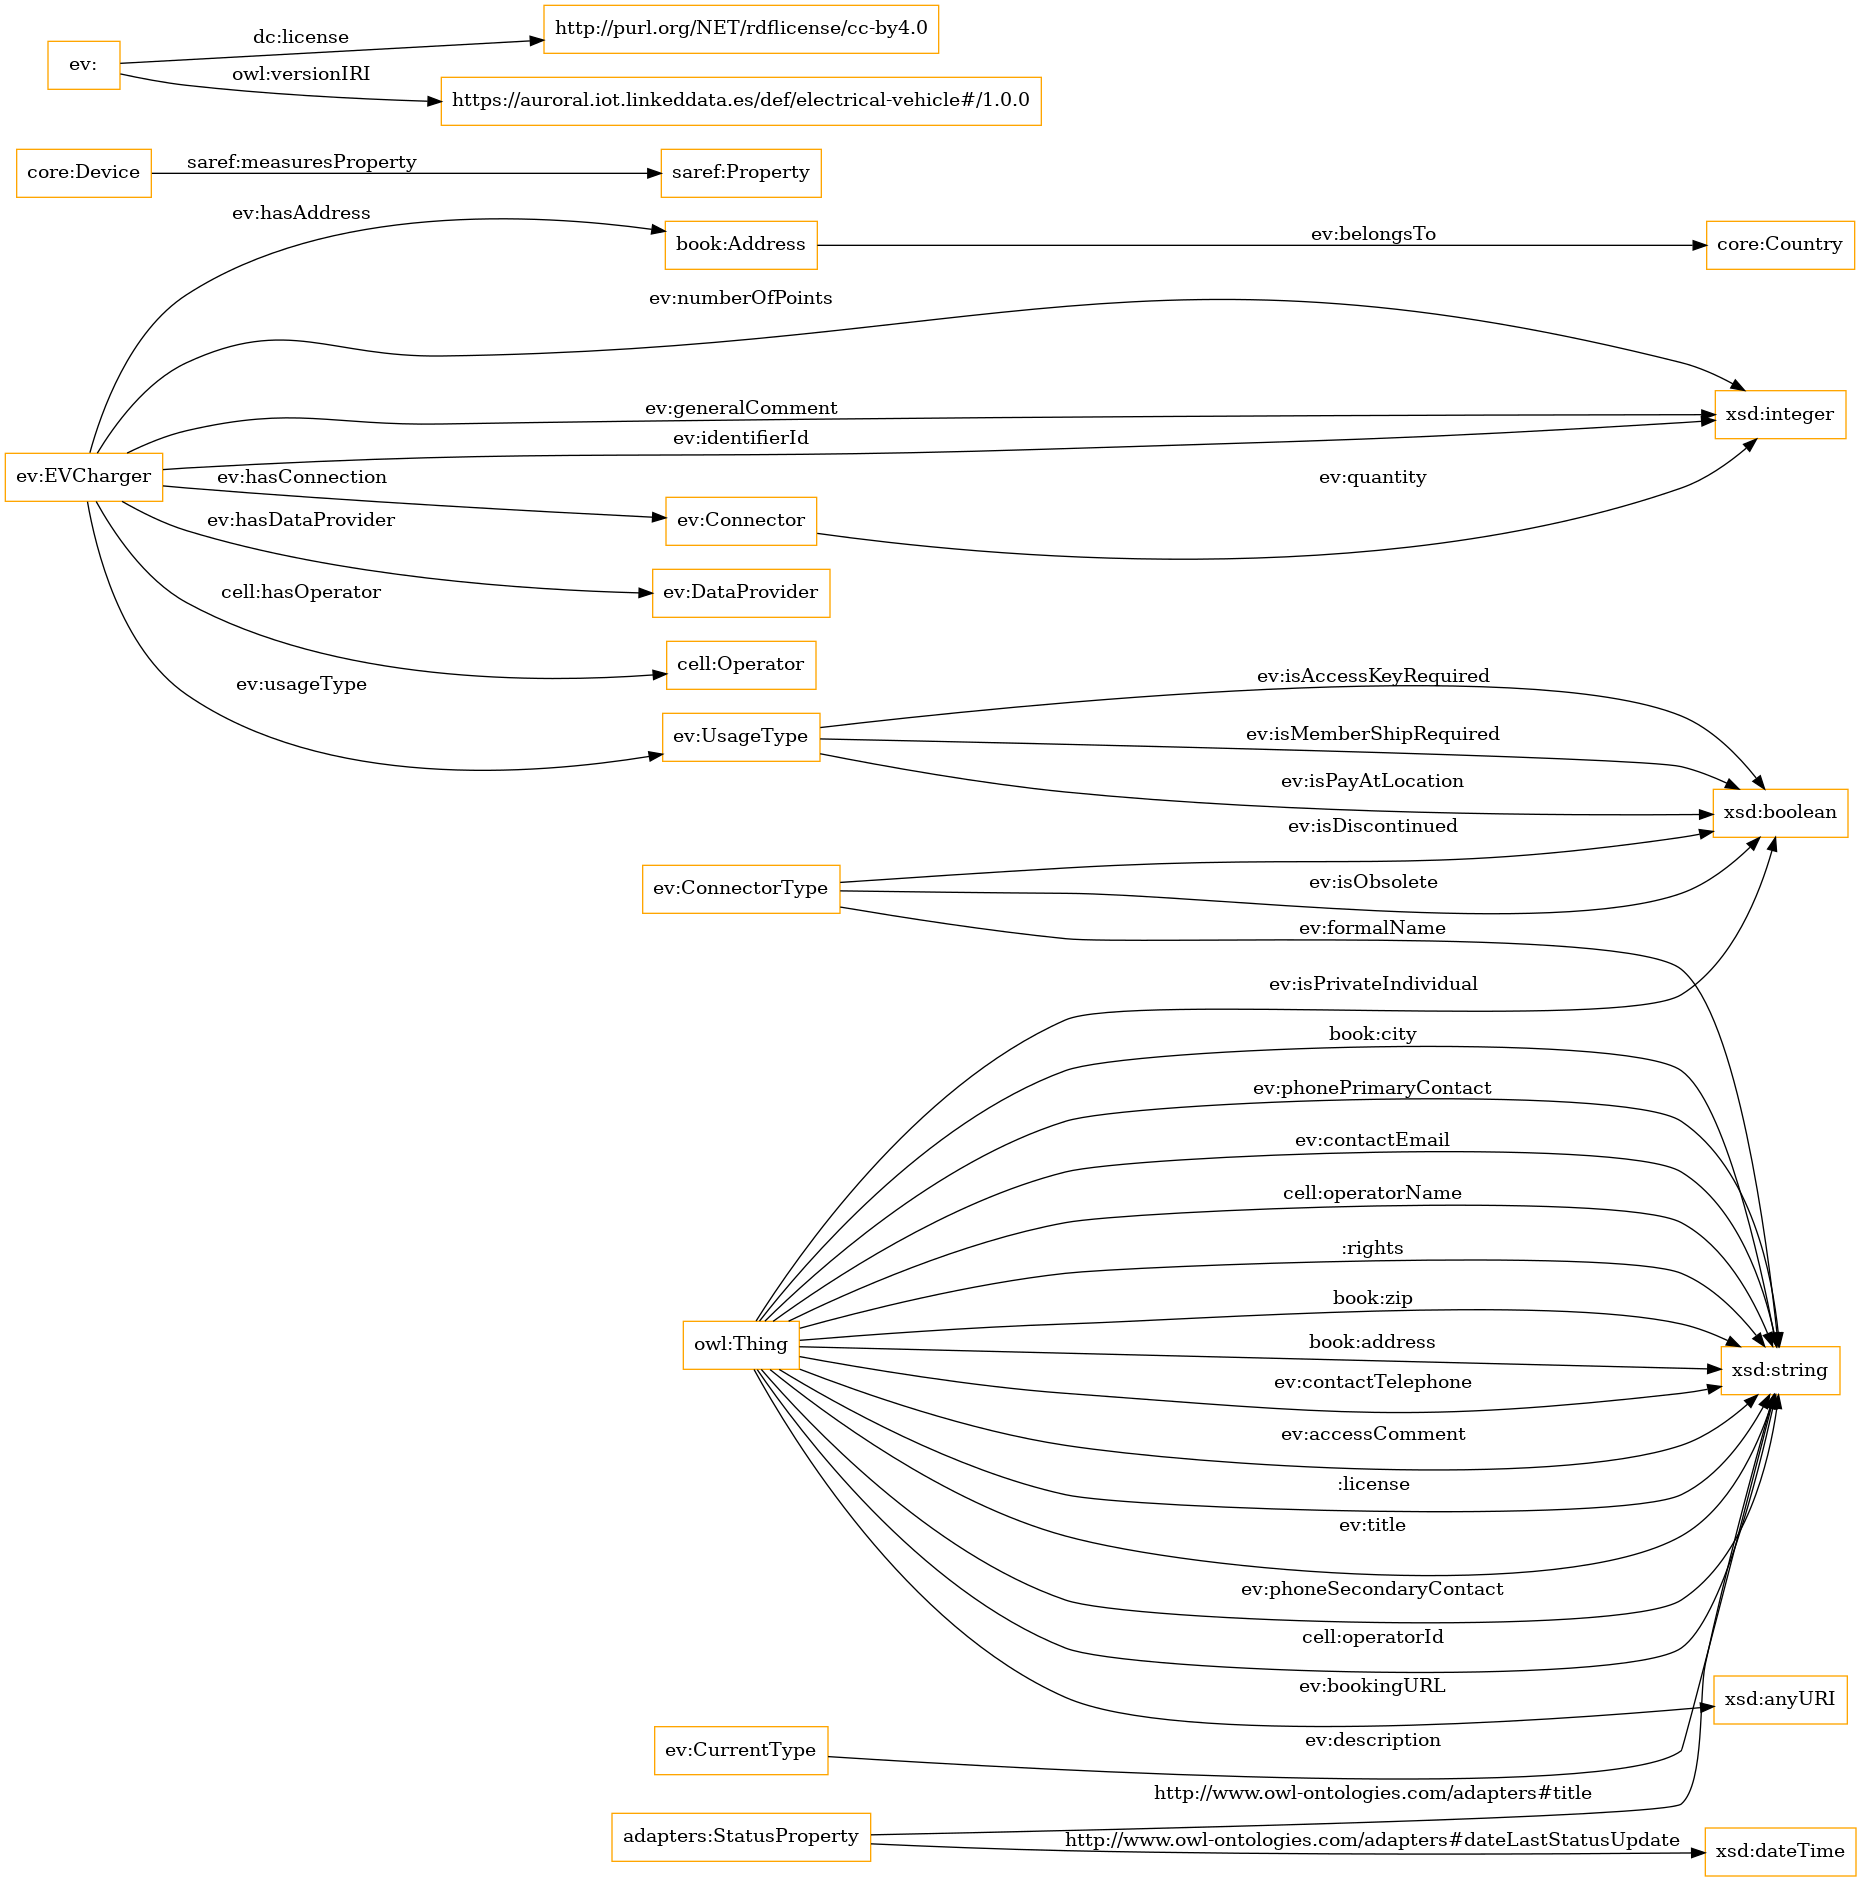 dc:license
http://purl.org/NET/rdflicense/cc-by4.0
ev:
owl:versionIRI
https://auroral.iot.linkeddata.es/def/electrical-vehicle#/1.0.0
core:Device
saref:measuresProperty
saref:Property
ev:hasAddress
book:Address
ev:belongsTo
core:Country
ev:numberOfPoints
ev:generalComment
xsd:integer
ev:identifierId
ev:EVCharger
ev:hasConnection
ev:quantity
ev:hasDataProvider
ev:Connector
ev:DataProvider
cell:hasOperator
cell:Operator
ev:usageType
ev:isAccessKeyRequired
ev:UsageType
ev:isMemberShipRequired
ev:isPayAtLocation
xsd:boolean
ev:isDiscontinued
ev:ConnectorType
ev:isObsolete
ev:formalName
ev:isPrivateIndividual
book:city
ev:phonePrimaryContact
ev:contactEmail
cell:operatorName
:rights
book:zip
owl:Thing
book:address
xsd:string
ev:contactTelephone
ev:accessComment
:license
ev:title
ev:phoneSecondaryContact
cell:operatorId
ev:bookingURL
xsd:anyURI
ev:CurrentType
ev:description
http://www.owl-ontologies.com/adapters#title
adapters:StatusProperty
http://www.owl-ontologies.com/adapters#dateLastStatusUpdate
xsd:dateTime